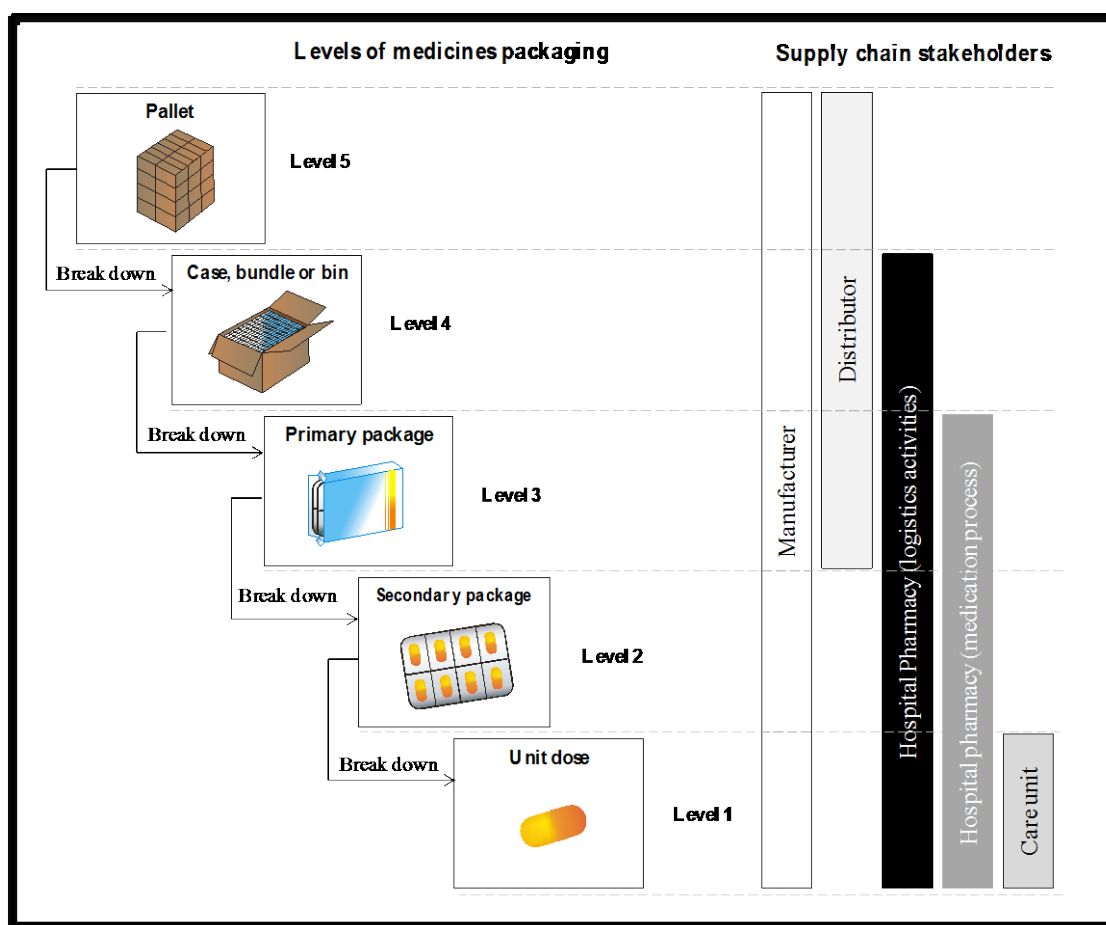 Levels of medicines packaging
Supply chain stakeholders
Pallet
Level 5
Break down
Case, bundle or bin
Level 4
Break down
Primary package
Level 3
Break down
Secondary package
Level 2
Break down
Unit dose
Level 1
Manufacturer
Distributor
Hospital Pharmacy (logistics activities)
Hospital pharmacy (medication process)
Care unit